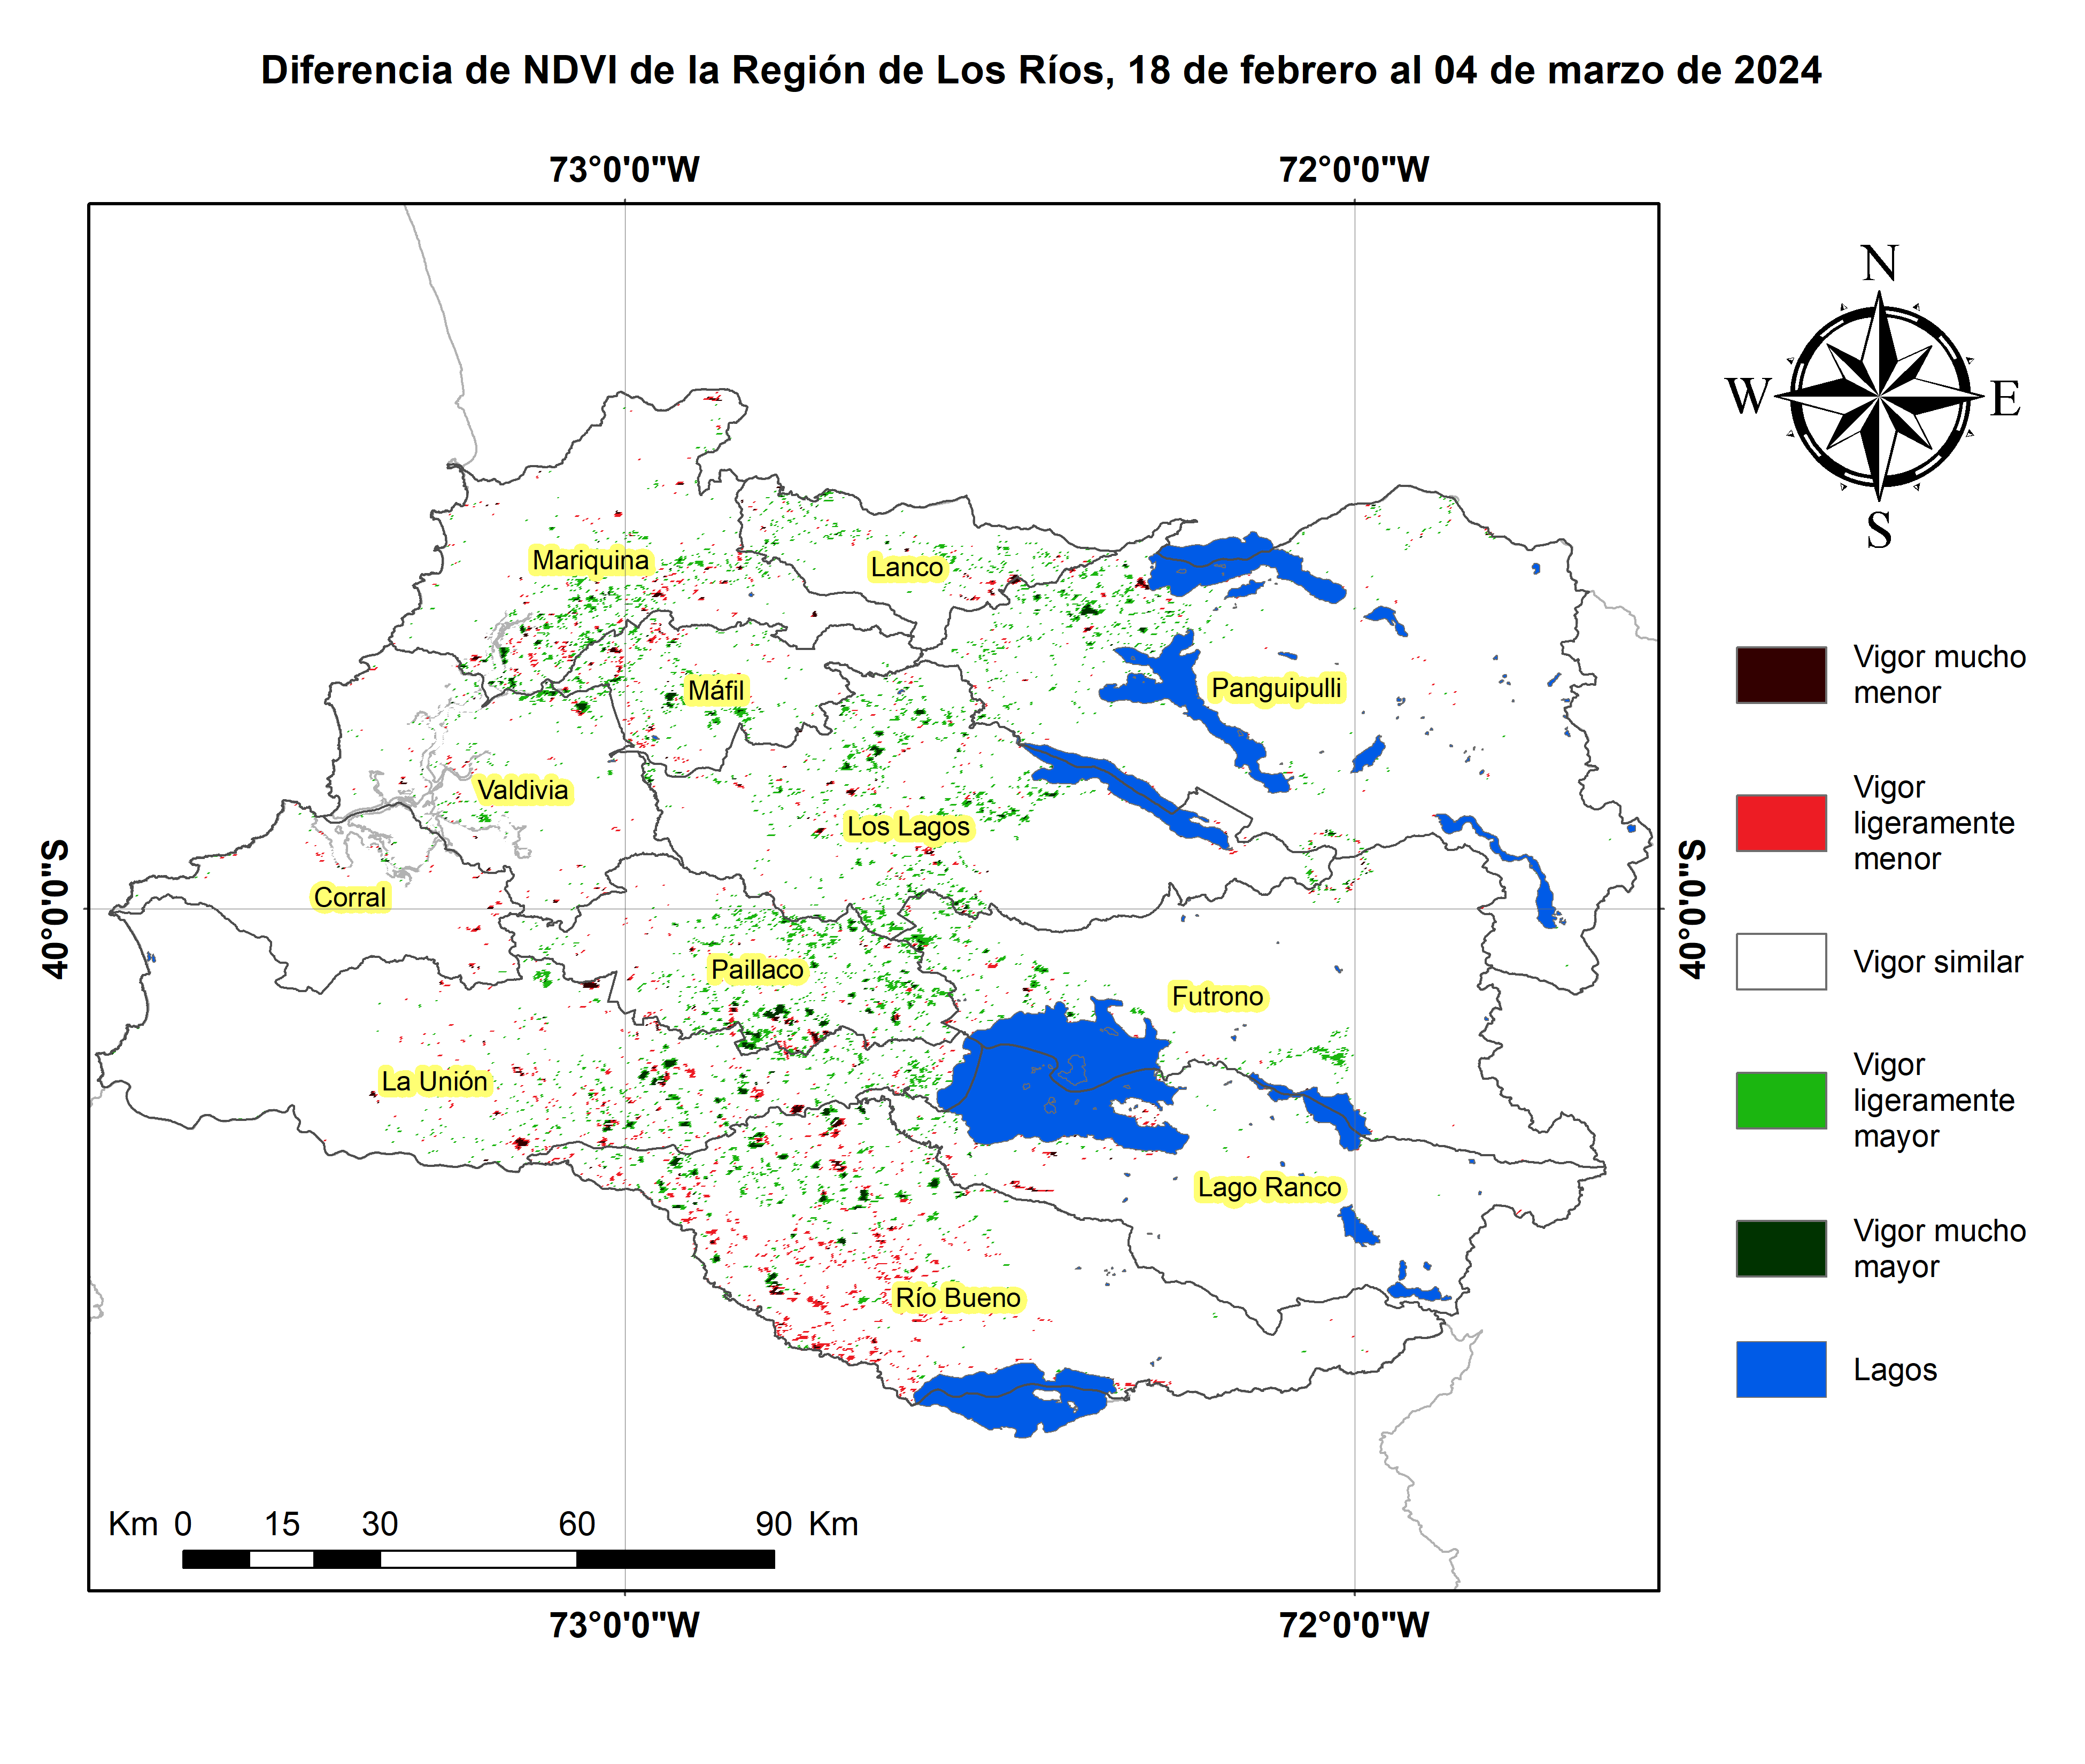 Diferencia de NDVI de la Región de Los Ríos, 18 de febrero al 04 de marzo de 2024
73°0'0"W
72°0'0"W
N
W
E
S
Mariquina
Lanco
Máfil
Panguipulli
Valdivia
Los Lagos
Corral
Paillaco
Futrono
La Unión
Lago Ranco
Río Bueno
40°0'0"S
40°0'0"S
Vigor mucho
menor
Vigor
ligeramente
menor
Vigor similar
Vigor
ligeramente
mayor
Vigor mucho
mayor
Lagos
Km 0 15 30 60 90 Km
73°0'0"W
72°0'0"W